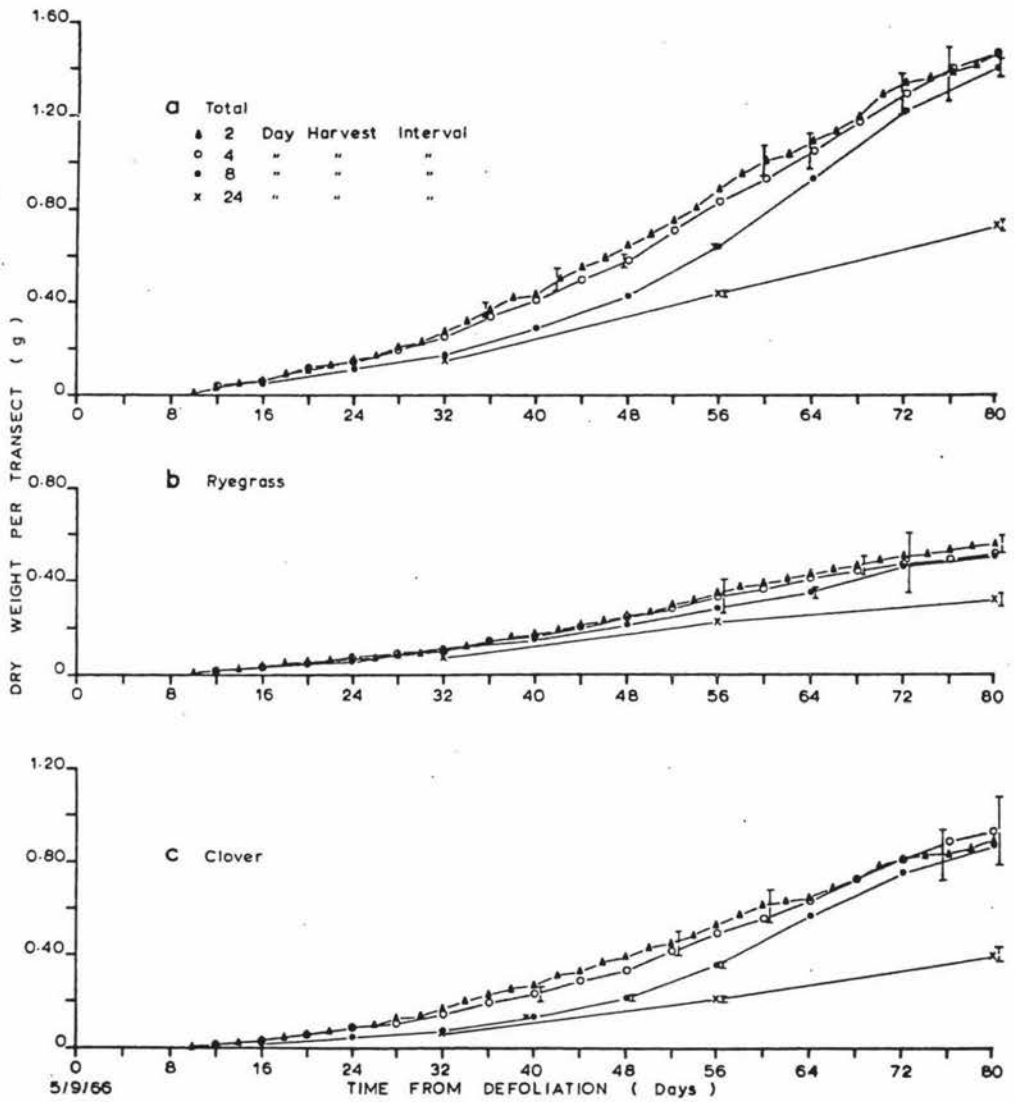 1.60
1.20
0.80
0.40
0
a Total
▲ 2 Day Harvest Interval
○ 4 " " "
● 8 " " "
× 24 " " "
0 8 16 24 32 40 48 56 64 72 80
DRY WEIGHT PER TRANSECT (g)
0.80
0.40
0
b Ryegrass
0 8 16 24 32 40 48 56 64 72 80
1.20
0.80
0.40
0
c Clover
0 8 16 24 32 40 48 56 64 72 80
5/9/66
TIME FROM DEFOLIATION ( Days )